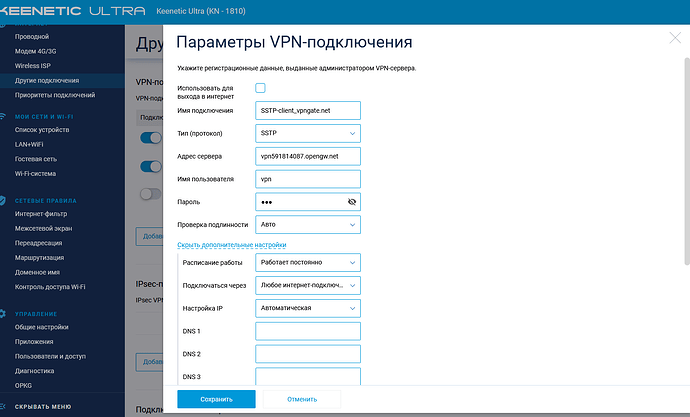 KEENETIC ULTRA
Keenetic Ultra (KN - 1810)
Проводной
Модем 4G/3G
Wireless ISP
Другие подключения
Приоритеты подключений
МОИ СЕТИ И WI-FI
Список устройств
LAN+WiFi
Гостевая сеть
Wi-Fi-система
СЕТЕВЫЕ ПРАВИЛА
Интернет-фильтр
Межсетевой экран
Переадресация
Маршрутизация
Доменное имя
Контроль доступа Wi-Fi
УПРАВЛЕНИЕ
Общие настройки
Приложения
Пользователи и доступ
Диагностика
OPKG
СКРЫТЬ МЕНЮ
Други
VPN-по
VPN-подк
Подклю
Добави
IPsec-п
IPsec VPN
Добави
Подклю
Параметры VPN-подключения
Укажите регистрационные данные, выданные администратором VPN-сервера.
Использовать для
выхода в интернет
Имя подключения SSTP-client_vpngate.net
Тип (протокол) SSTP
Адрес сервера vpn591814087.opengw.net
Имя пользователя vpn
Пароль •••
Проверка подлинности Авто
Скрыть дополнительные настройки
Расписание работы Работает постоянно
Подключаться через Любое интернет-подключ...
Настройка IP Автоматическая
DNS 1
DNS 2
DNS 3
Сохранить Отменить